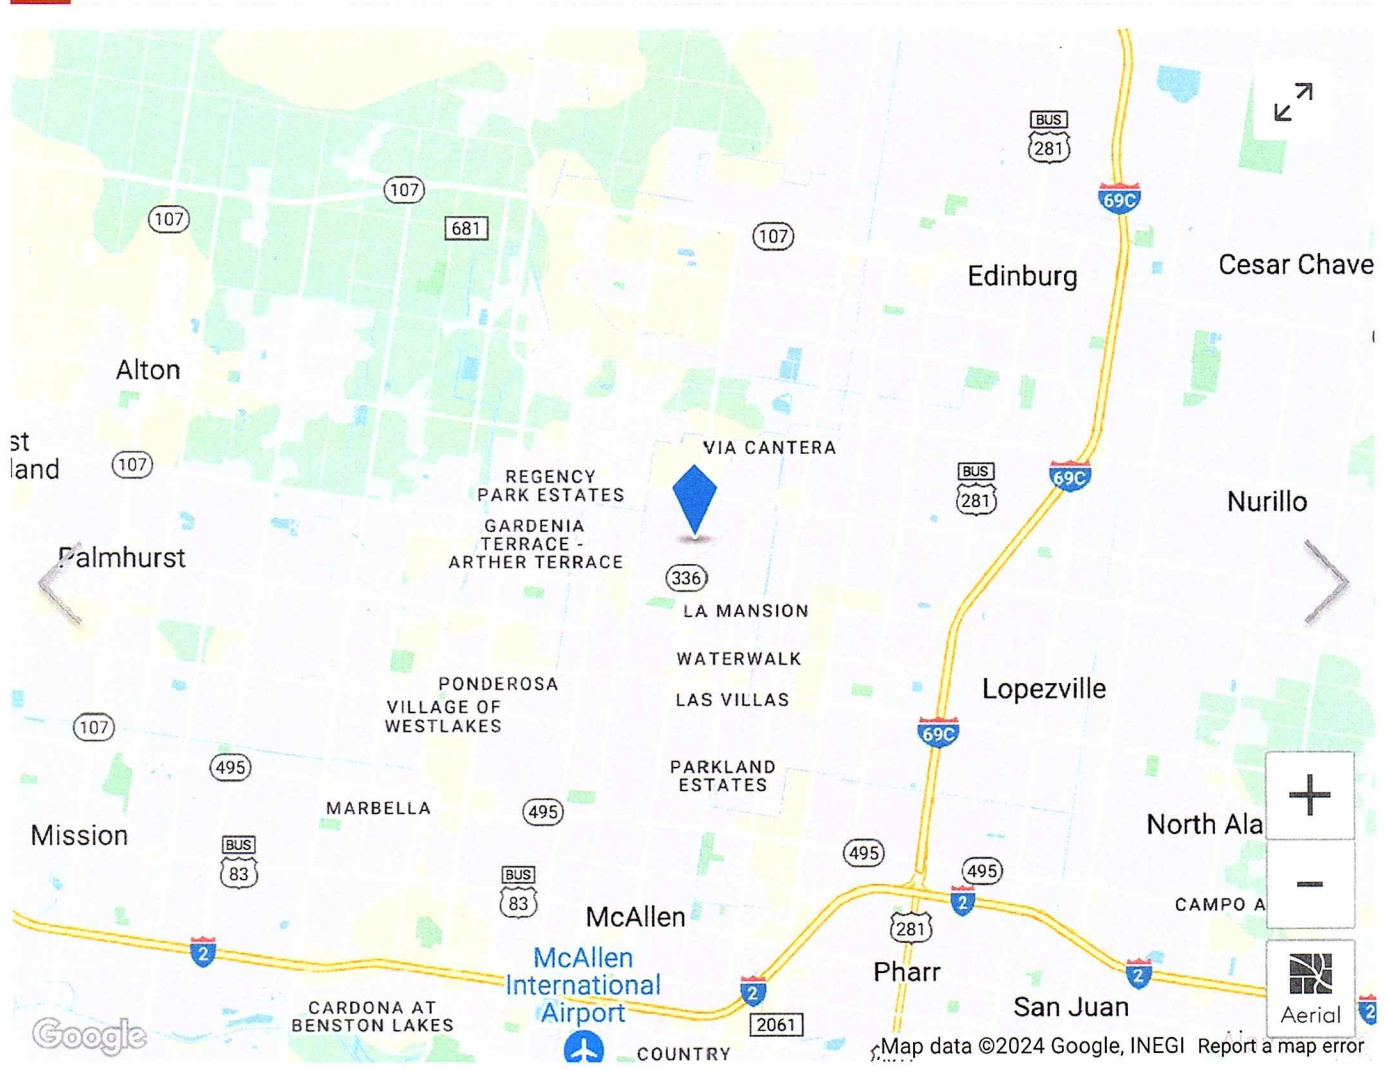 BUS
281
69C
107
107
681
107
Edinburg
Cesar Chave
Alton
VIA CANTERA
st
land
107
REGENCY
PARK ESTATES
BUS
281
69C
Nurillo
GARDENIA
TERRACE -
ARTHER TERRACE
Palmhurst
336
LA MANSION
WATERWALK
PONDEROSA
LAS VILLAS
Lopezville
VILLAGE OF
WESTLAKES
107
69C
495
PARKLAND
ESTATES
MARBELLA
495
Mission
North Ala
BUS
83
495
495
BUS
83
2
CAMPO A
McAllen
281
2
McAllen
International
Airport
Pharr
2
2
San Juan
CARDONA AT
BENSTON LAKES
2061
2
Aerial
Google
COUNTRY
Map data ©2024 Google, INEGI Report a map error